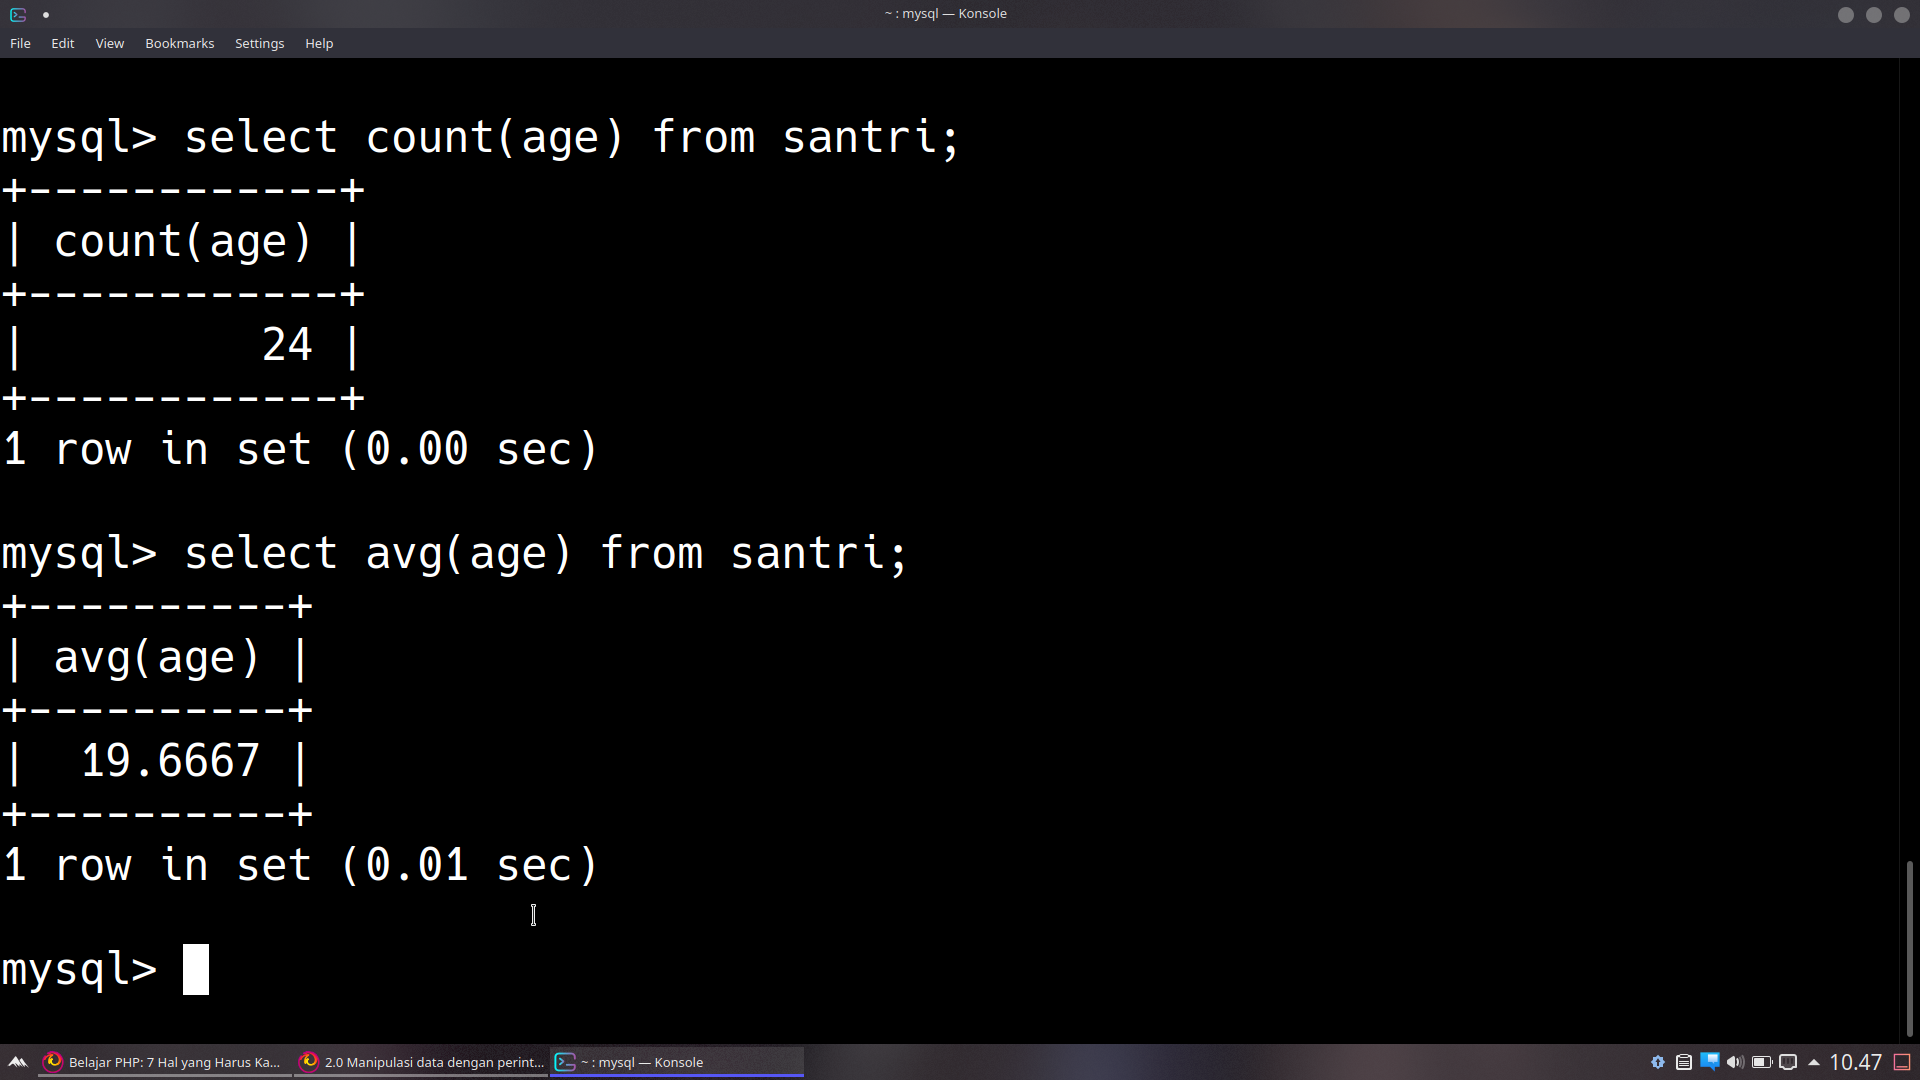 ~ : mysql — Konsole
File Edit View Bookmarks Settings Help
mysql> select count(age) from santri;
+------------+
| count(age) |
+------------+
|         24 |
+------------+
1 row in set (0.00 sec)
mysql> select avg(age) from santri;
+----------+
| avg(age) |
+----------+
|  19.6667 |
+----------+
1 row in set (0.01 sec)
mysql>
Belajar PHP: 7 Hal yang Harus Ka... 2.0 Manipulasi data dengan perint... ~ : mysql — Konsole 10.47